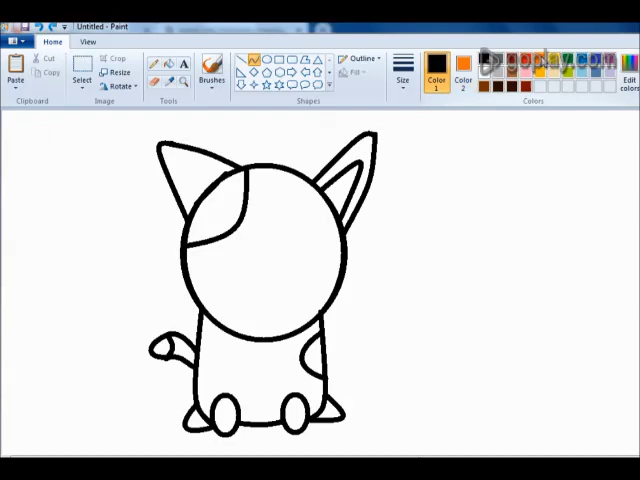 Untitled - Paint
Home View
Paste Cut Copy Clipboard
Select Crop Resize Rotate Image
A Tools
Brushes
Outline Fill Shapes
Size
Color 1 Color 2 Edit colors Colors